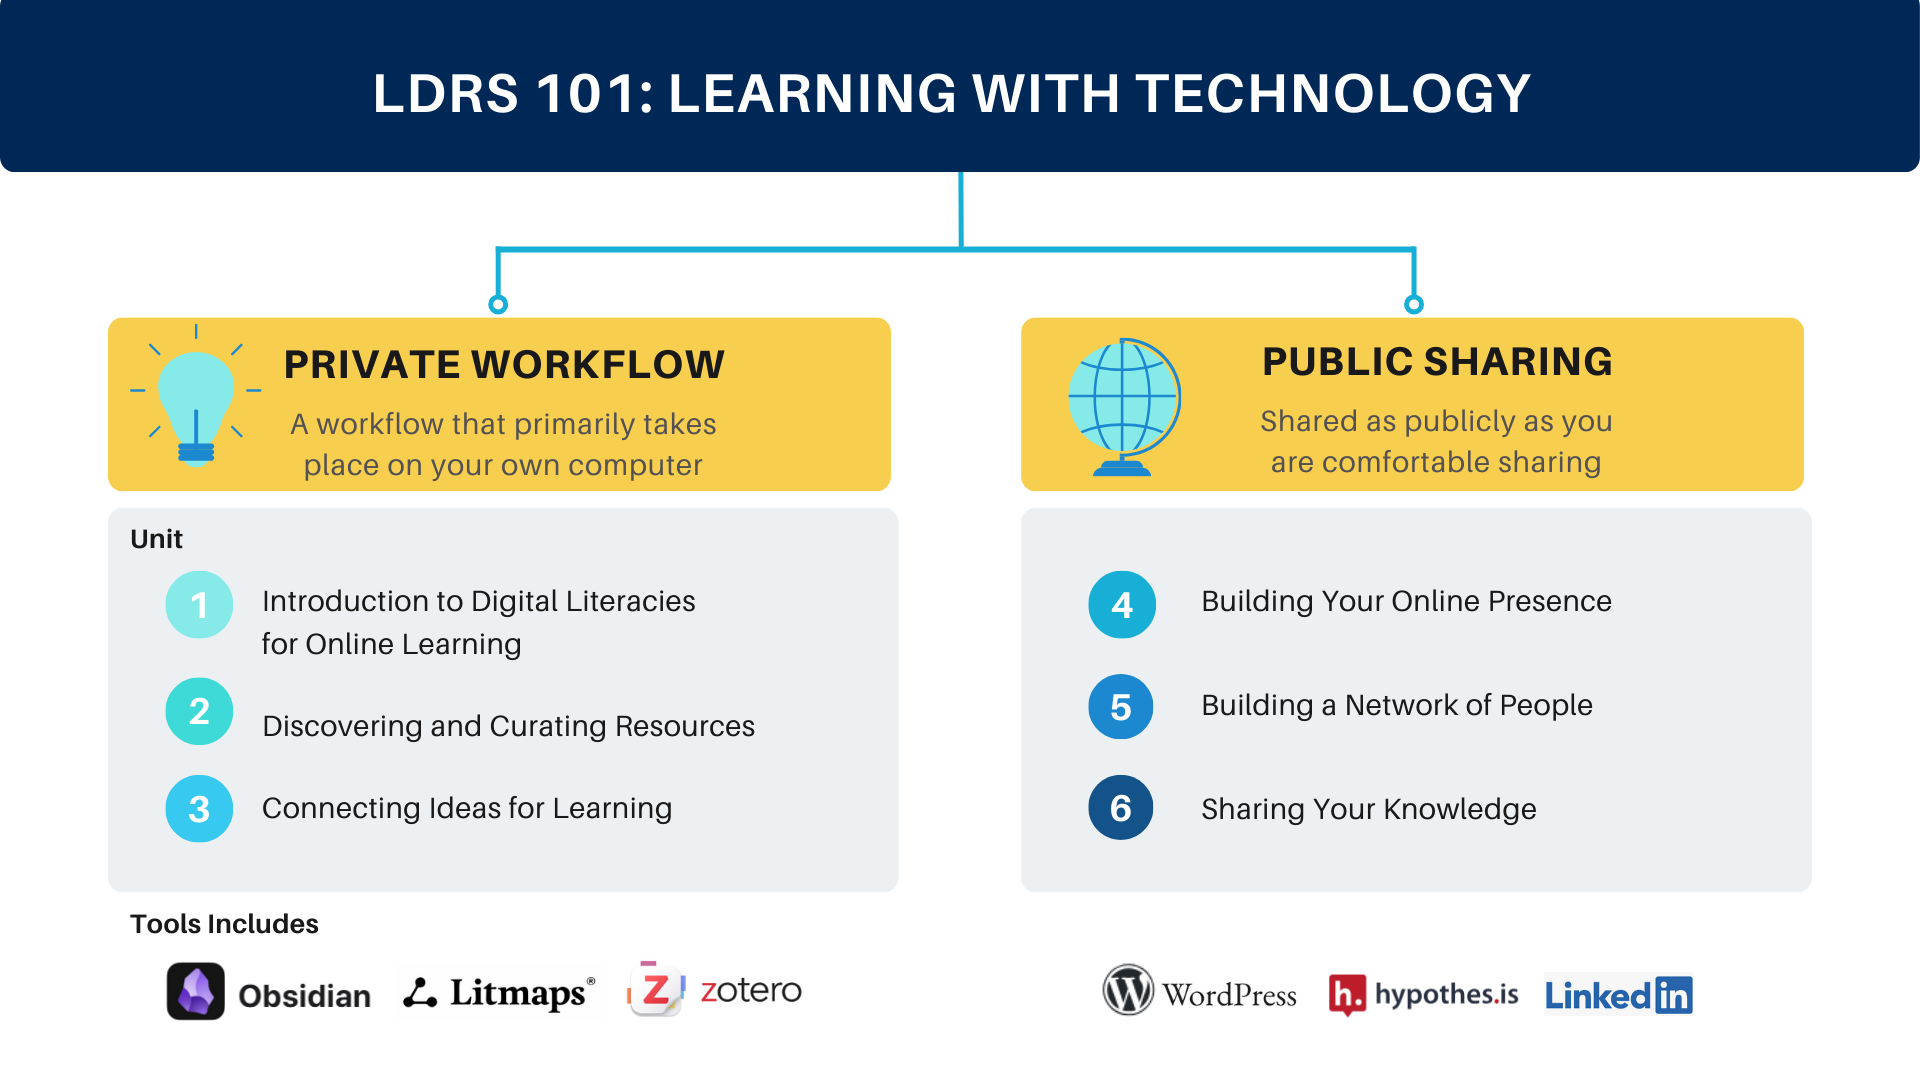 LDRS 101: LEARNING WITH TECHNOLOGY
PRIVATE WORKFLOW
A workflow that primarily takes
place on your own computer
Unit
1
Introduction to Digital Literacies
for Online Learning
2
Discovering and Curating Resources
3
Connecting Ideas for Learning
Tools Includes
Obsidian
Litmaps®
Z zotero
PUBLIC SHARING
Shared as publicly as you
are comfortable sharing
4
Building Your Online Presence
5
Building a Network of People
6
Sharing Your Knowledge
W WordPress
h. hypothes.is
Linked in